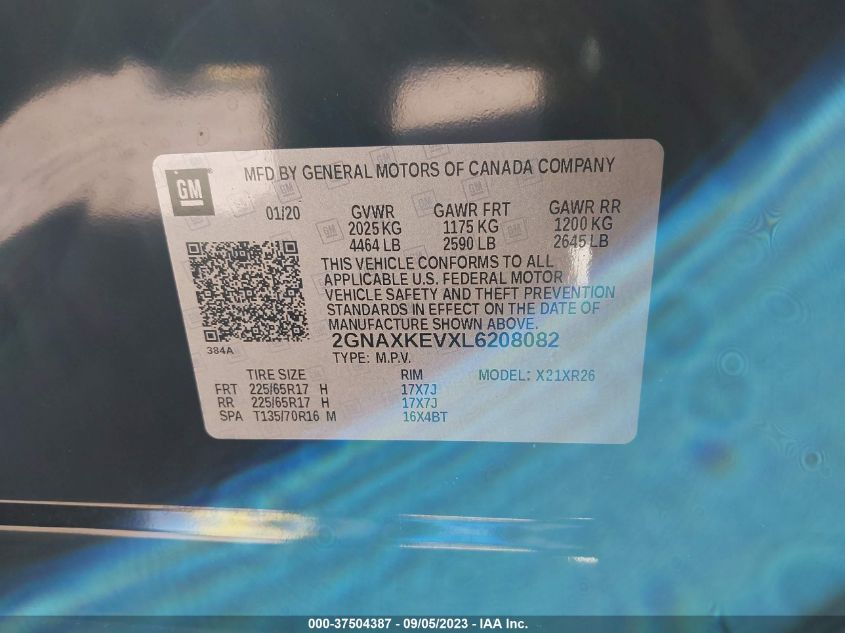 GM
MFD BY GENERAL MOTORS OF CANADA COMPANY
01/20 GVWR GAWR FRT GAWR RR
2025 KG 1175 KG 1200 KG
4464 LB 2590 LB 2645 LB
THIS VEHICLE CONFORMS TO ALL
APPLICABLE U.S. FEDERAL MOTOR
VEHICLE SAFETY AND THEFT PREVENTION
STANDARDS IN EFFECT ON THE DATE OF
MANUFACTURE SHOWN ABOVE.
384A
2GNAXKEVXL6208082
TYPE: M.P.V.
TIRE SIZE RIM MODEL: X21XR26
FRT 225/65R17 H 17X7J
RR 225/65R17 H 17X7J
SPA T135/70R16 M 16X4BT
000-37504387 - 09/05/2023 - IAA Inc.